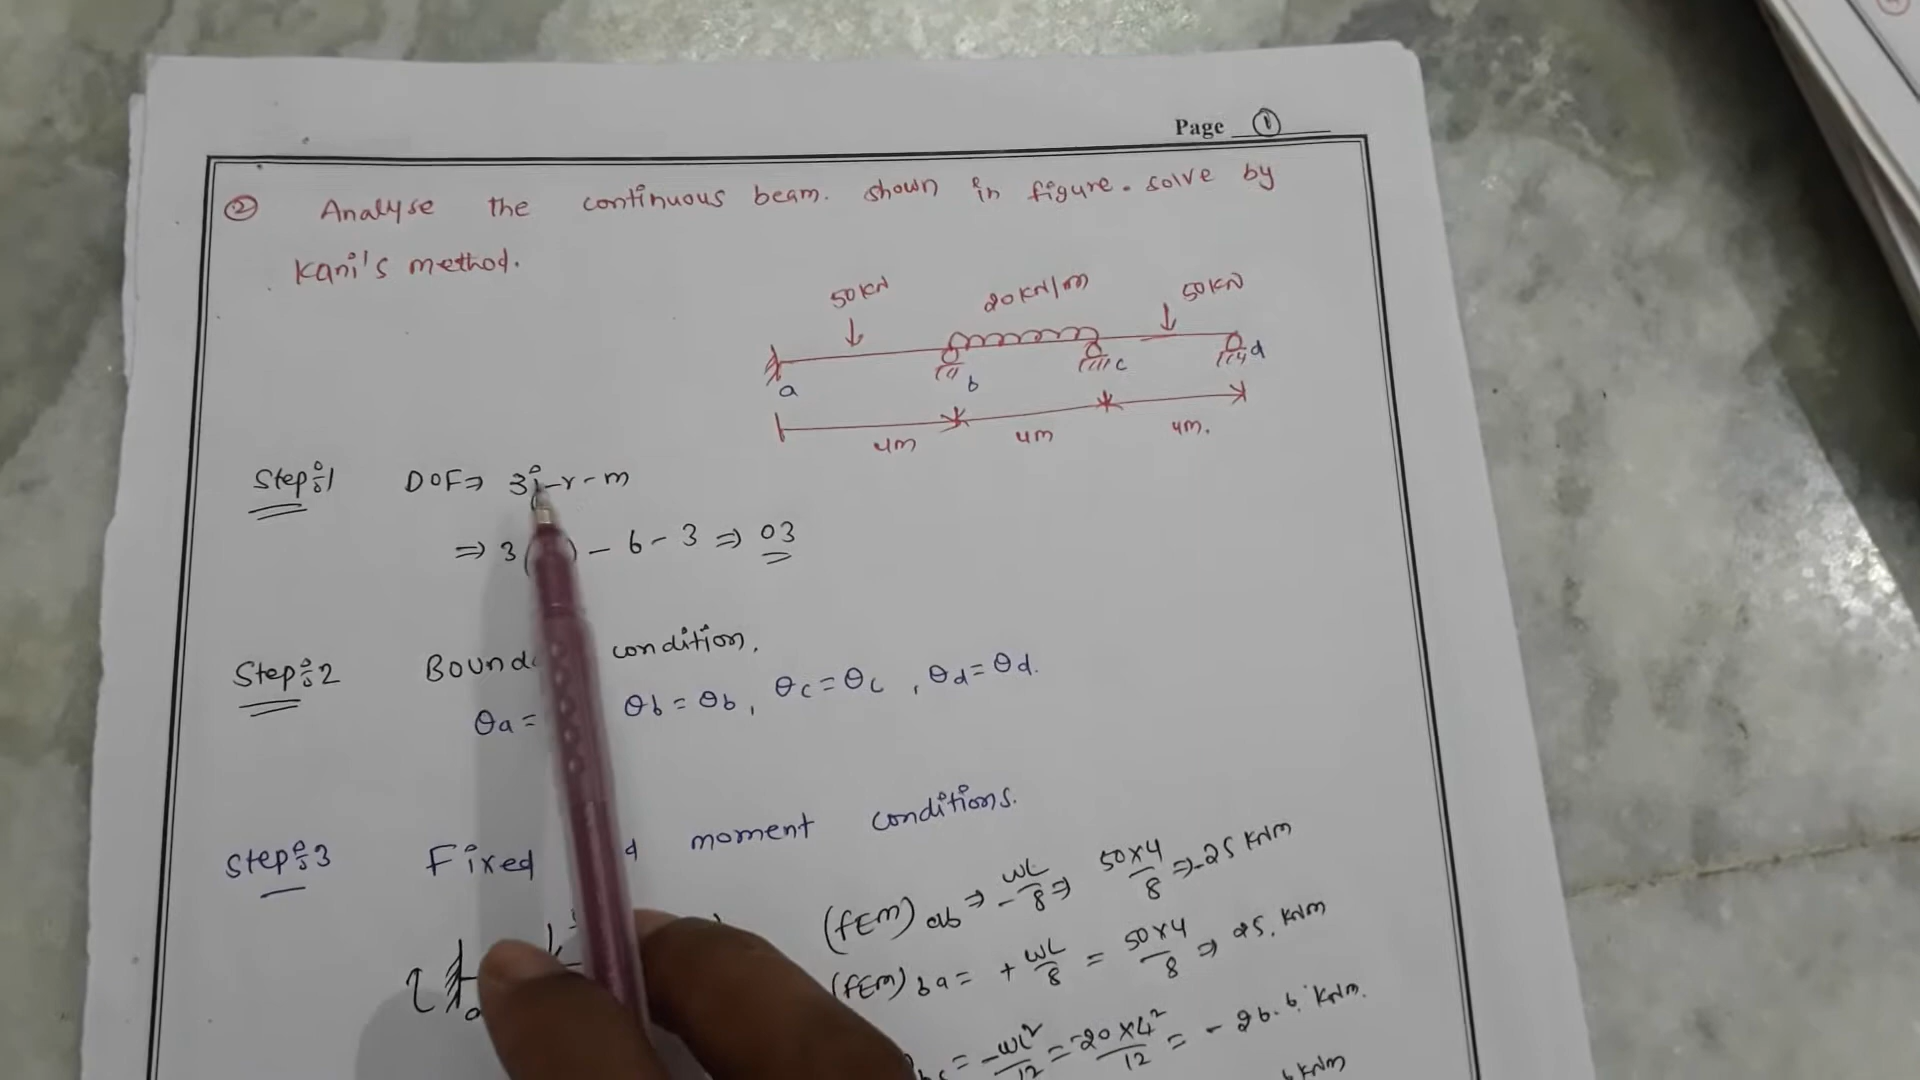 Page ①
② Analyse the continuous beam. shown in figure. solve by
Kani's method.
50KN 20KN/m 50KN
a b c d
4m 4m 4m.
Step:1 DOF⇒ 3j-r-m
⇒ 3( ) - 6 - 3 ⇒ 03
Step:2 condition.
θa = θb = θb, θc = θc, θd = θd.
Step:3 Fixed moment conditions.
(FEM) ab ⇒ -WL/8 ⇒ 50×4/8 ⇒ -25 KNm
(FEM) ba = + WL/8 = 50×4/8 ⇒ 25. KNm
= -WL²/12 = -20×4²/12 = - 26.6 KNm.
a
KNm